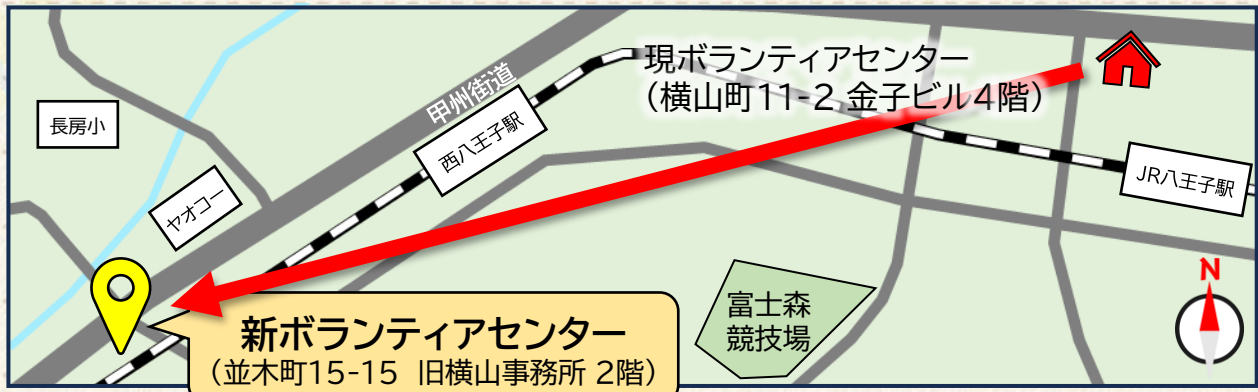 現ボランティアセンター
（横山町11-2 金子ビル4階）
甲州街道
長房小
西八王子駅
JR八王子駅
ヤオコー
N
富士森
競技場
新ボランティアセンター
（並木町15-15 旧横山事務所 2階）